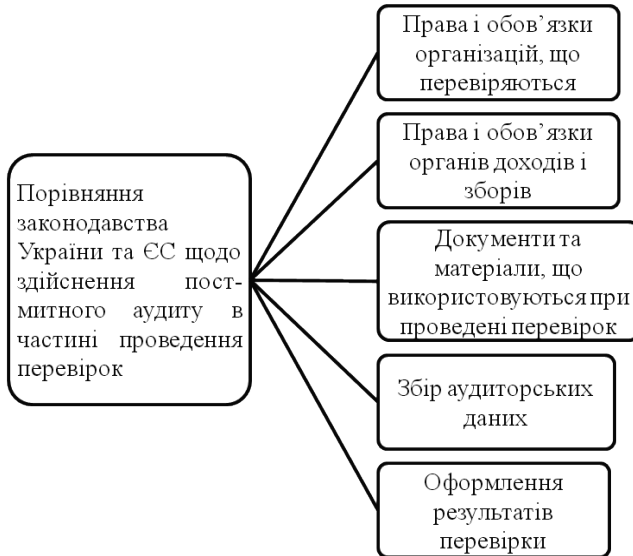 Порівняння
законодавства
України та ЄС щодо
здійснення пост-
митного аудиту в
частині проведення
перевірок
Права і обов’язки
організацій, що
перевіряються
Права і обов’язки
органів доходів і
зборів
Документи та
матеріали, що
використовуються при
проведені перевірок
Збір аудиторських
даних
Оформлення
результатів
перевірки